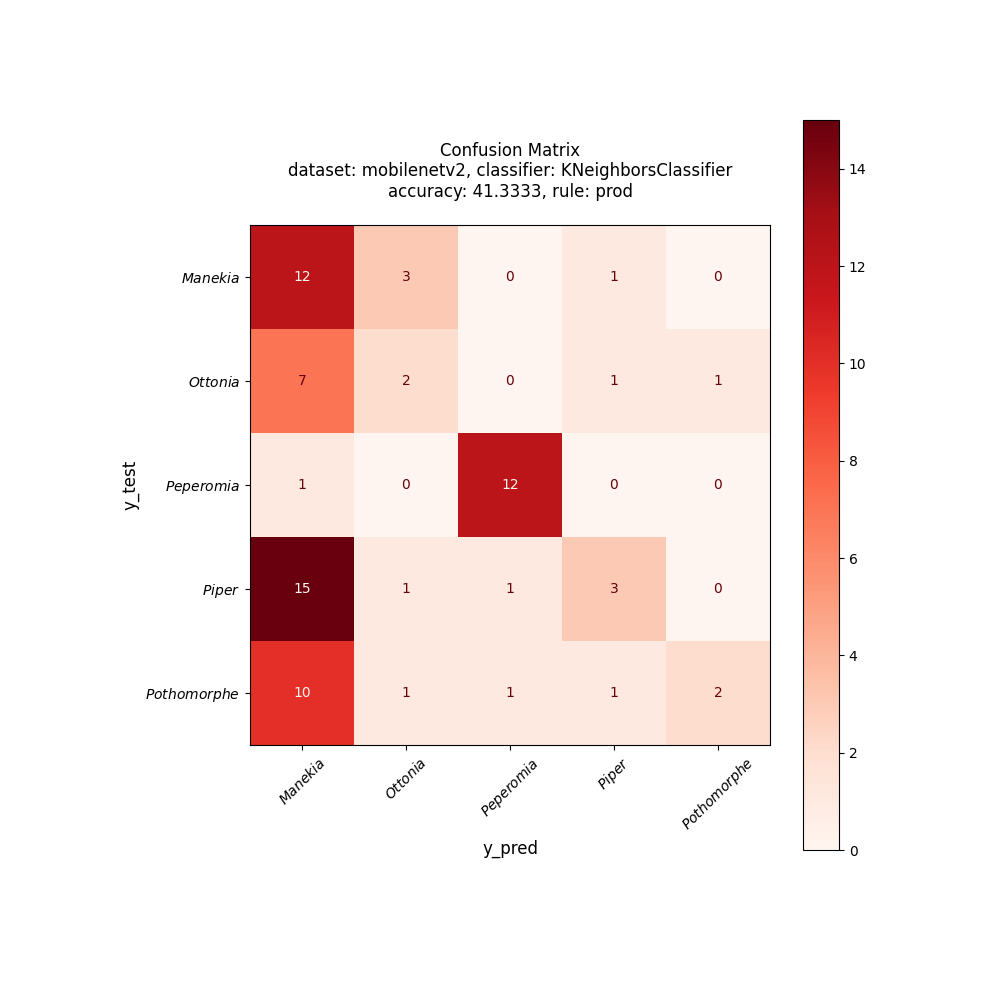 Confusion Matrix
dataset: mobilenetv2, classifier: KNeighborsClassifier
accuracy: 41.3333, rule: prod
Manekia 12 3 0 1 0
Ottonia 7 2 0 1 1
Peperomia 1 0 12 0 0
Piper 15 1 1 3 0
Pothomorphe 10 1 1 1 2
Manekia Ottonia Peperomia Piper Pothomorphe
y_test
y_pred
14
12
10
8
6
4
2
0